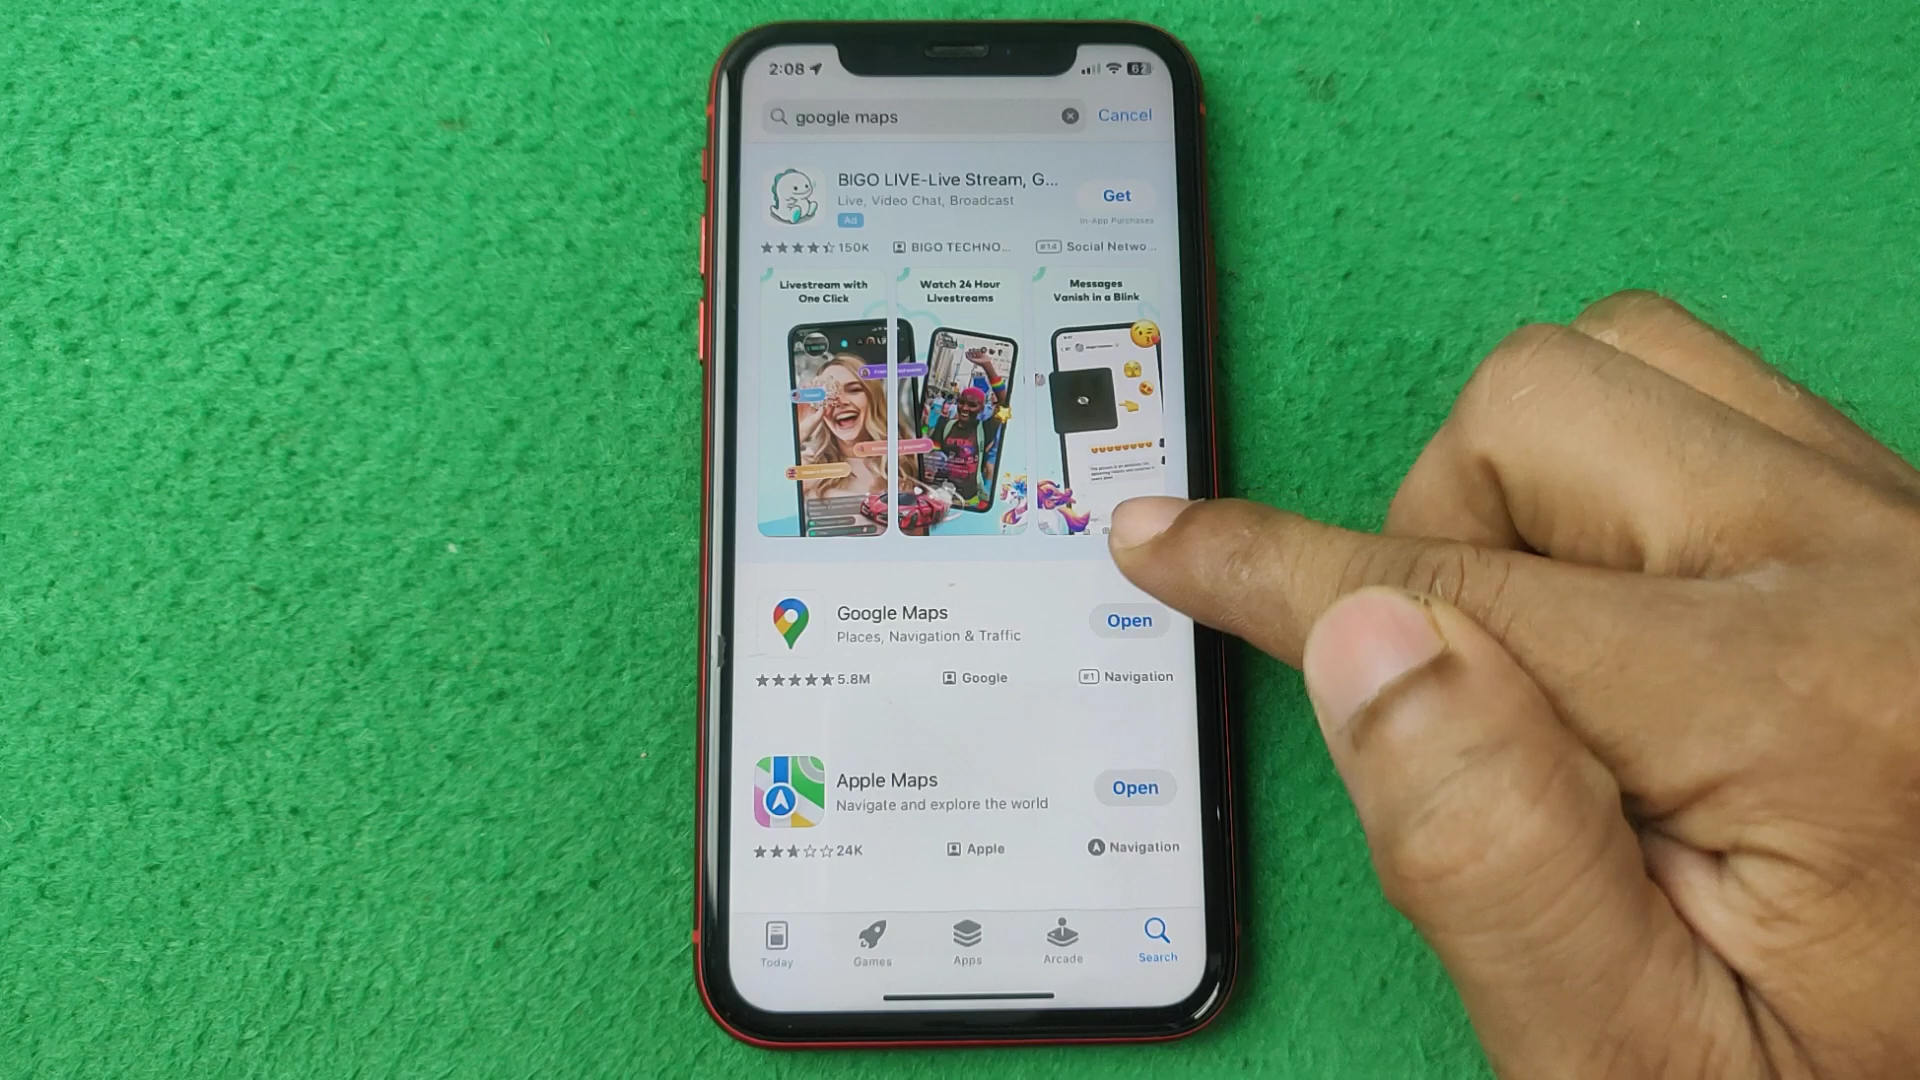 2:08
62
google maps
Cancel
BIGO LIVE-Live Stream, G...
Live, Video Chat, Broadcast
Ad
Get
In-App Purchases
150K
BIGO TECHNO...
#14
Social Netwo...
Livestream with
One Click
Watch 24 Hour
Livestreams
Messages
Vanish in a Blink
Google Maps
Places, Navigation & Traffic
Open
5.8M
Google
#1
Navigation
Apple Maps
Navigate and explore the world
Open
24K
Apple
Navigation
Today
Games
Apps
Arcade
Search